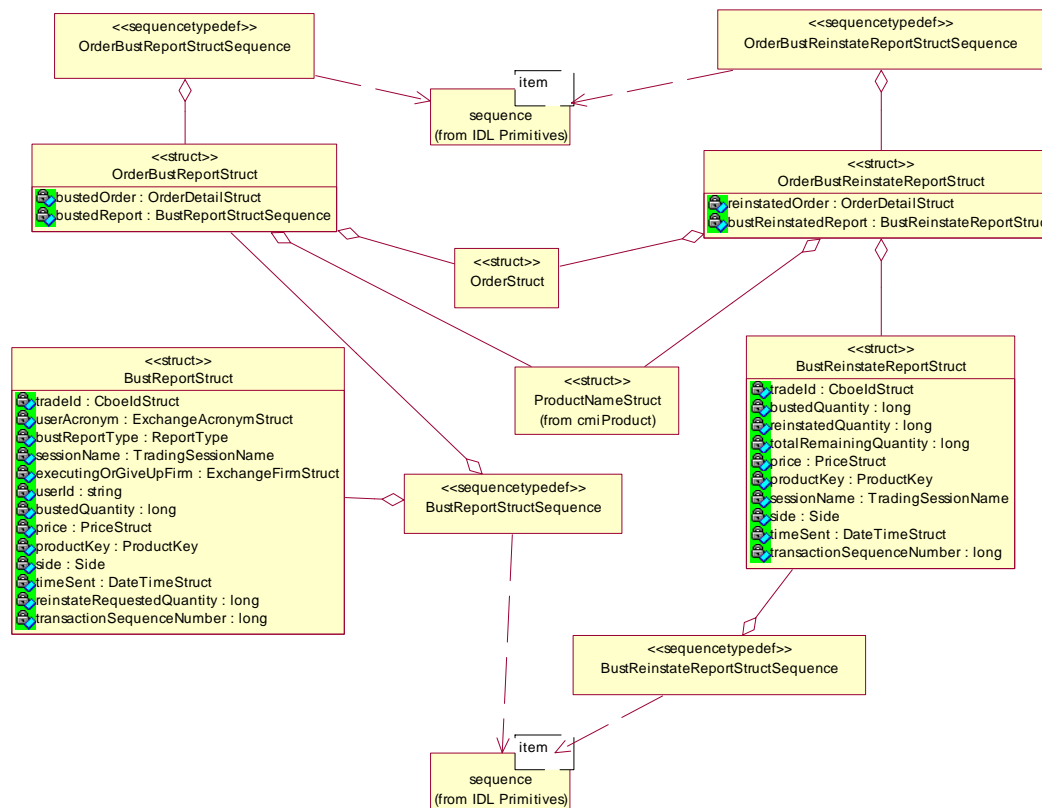 <<sequencetypedef>>
OrderBustReportStructSequence
<<sequencetypedef>>
OrderBustReinstateReportStructSequence
item
sequence
(from IDL Primitives)
<<struct>>
OrderBustReportStruct
bustedOrder : OrderDetailStruct
bustedReport : BustReportStructSequence
<<struct>>
OrderBustReinstateReportStruct
reinstatedOrder : OrderDetailStruct
bustReinstatedReport : BustReinstateReportStruct
<<struct>>
OrderStruct
<<struct>>
BustReportStruct
tradeId : CboeIdStruct
userAcronym : ExchangeAcronymStruct
bustReportType : ReportType
sessionName : TradingSessionName
executingOrGiveUpFirm : ExchangeFirmStruct
userId : string
bustedQuantity : long
price : PriceStruct
productKey : ProductKey
side : Side
timeSent : DateTimeStruct
reinstateRequestedQuantity : long
transactionSequenceNumber : long
<<struct>>
ProductNameStruct
(from cmiProduct)
<<struct>>
BustReinstateReportStruct
tradeId : CboeIdStruct
bustedQuantity : long
reinstatedQuantity : long
totalRemainingQuantity : long
price : PriceStruct
productKey : ProductKey
sessionName : TradingSessionName
side : Side
timeSent : DateTimeStruct
transactionSequenceNumber : long
<<sequencetypedef>>
BustReportStructSequence
<<sequencetypedef>>
BustReinstateReportStructSequence
item
sequence
(from IDL Primitives)